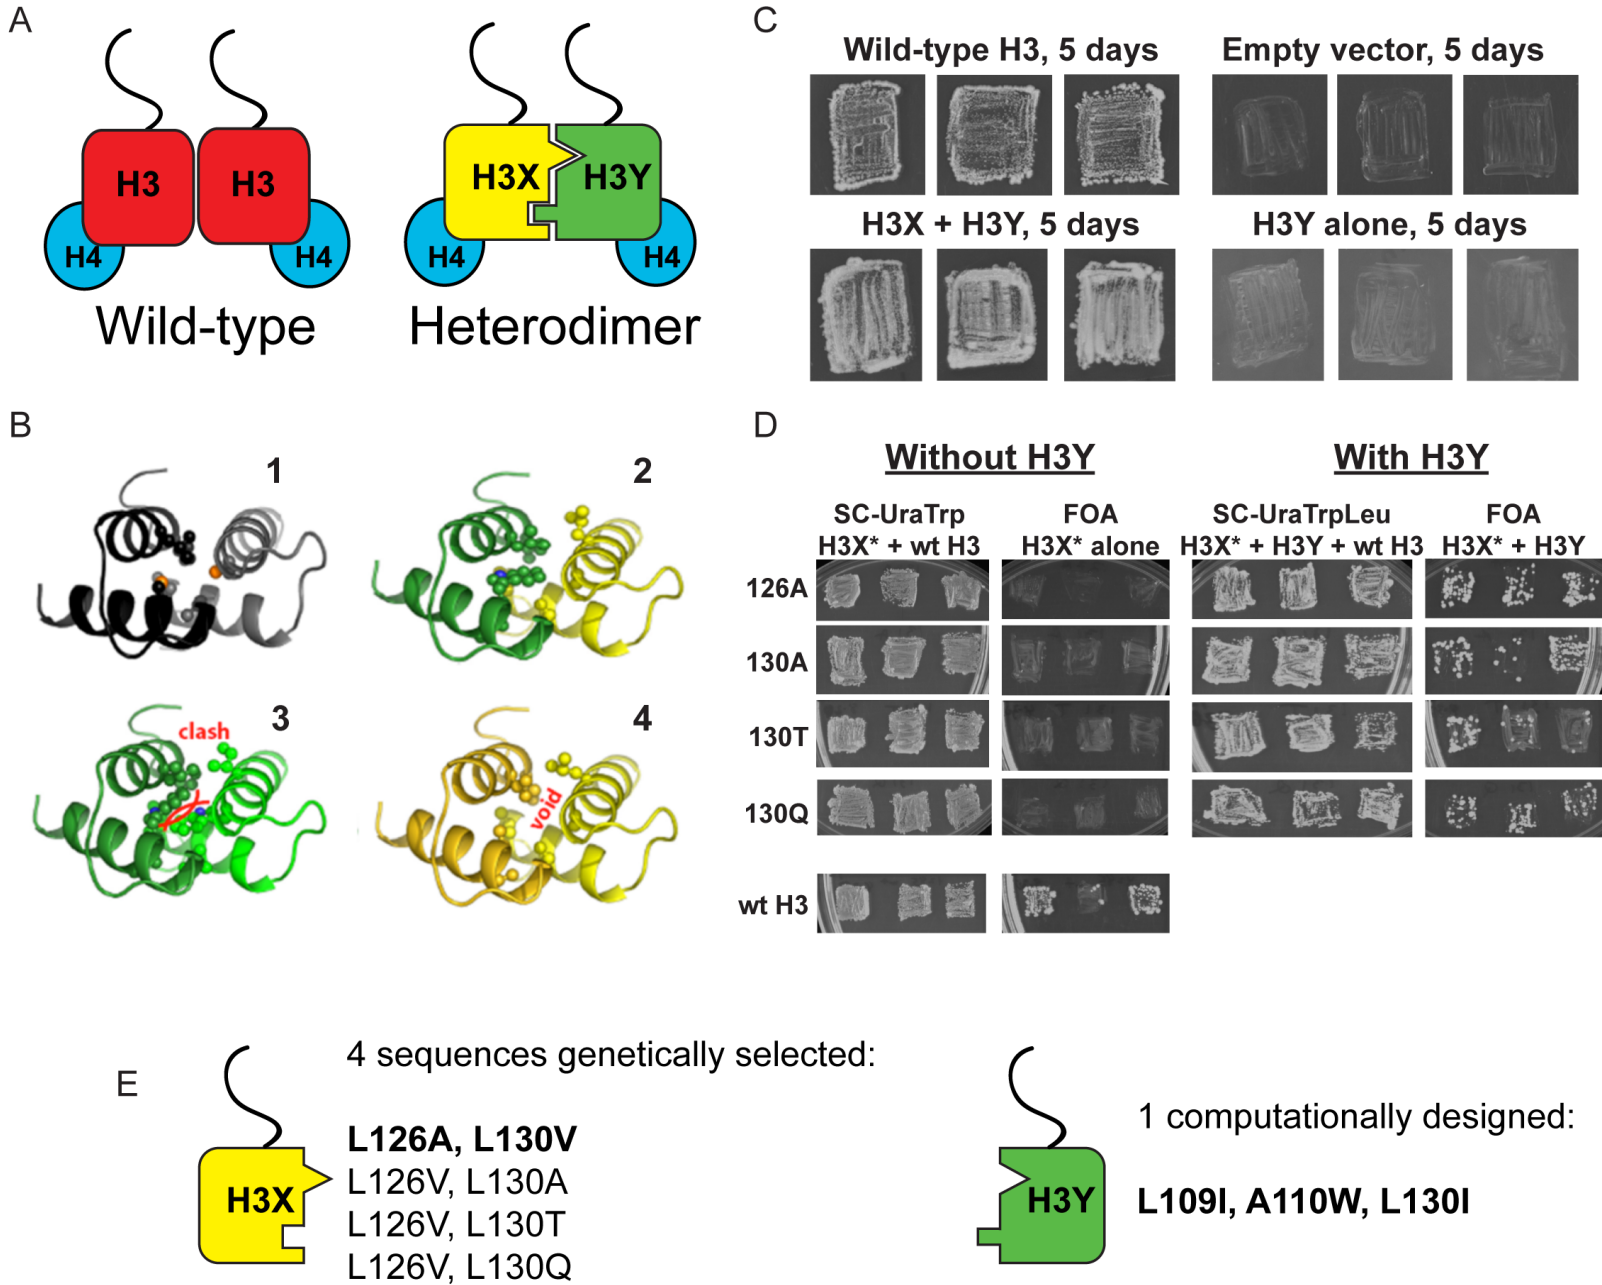 A
H3
H3
H4
H4
Wild-type
H3X
H3Y
H4
H4
Heterodimer
B
1
2
3
clash
4
void
C
Wild-type H3, 5 days
Empty vector, 5 days
H3X + H3Y, 5 days
H3Y alone, 5 days
D
Without H3Y
With H3Y
SC-UraTrp
H3X* + wt H3
FOA
H3X* alone
SC-UraTrpLeu
H3X* + H3Y + wt H3
FOA
H3X* + H3Y
126A
130A
130T
130Q
wt H3
E
H3X
4 sequences genetically selected:
L126A, L130V
L126V, L130A
L126V, L130T
L126V, L130Q
H3Y
1 computationally designed:
L109I, A110W, L130I